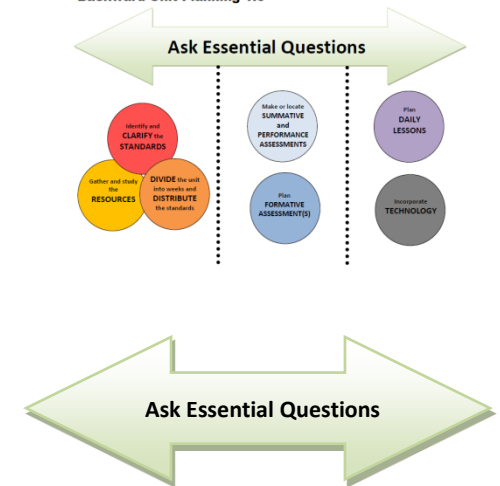 Ask Essential Questions
Identify and
CLARIFY the
STANDARDS
Gather and study
the
RESOURCES
DIVIDE the unit
into weeks and
DISTRIBUTE
the standards
Make or locate
SUMMATIVE
and
PERFORMANCE
ASSESSMENTS
Plan
FORMATIVE
ASSESSMENT(S)
Plan
DAILY
LESSONS
Incorporate
TECHNOLOGY
Ask Essential Questions